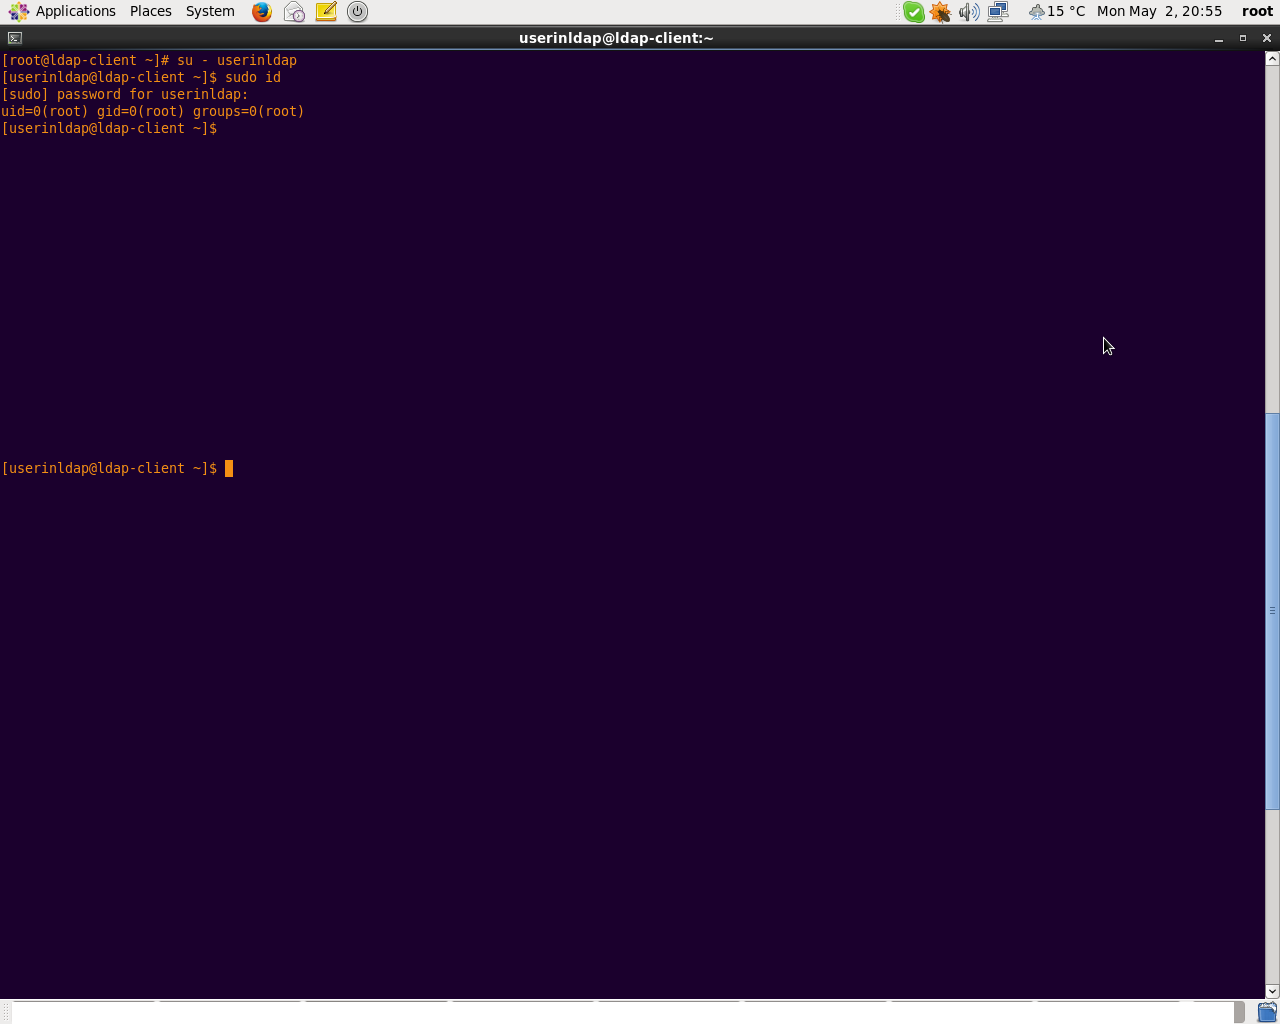 Applications Places System 15 °C Mon May 2, 20:55 root
userinldap@ldap-client:~
[root@ldap-client ~]# su - userinldap
[userinldap@ldap-client ~]$ sudo id
[sudo] password for userinldap:
uid=0(root) gid=0(root) groups=0(root)
[userinldap@ldap-client ~]$
[userinldap@ldap-client ~]$